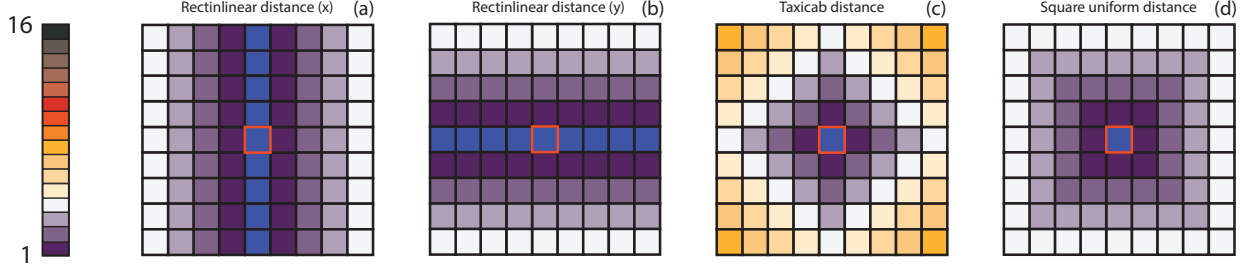 16
1
Rectinlinear distance (x) (a)
Rectinlinear distance (y) (b)
Taxicab distance (c)
Square uniform distance (d)